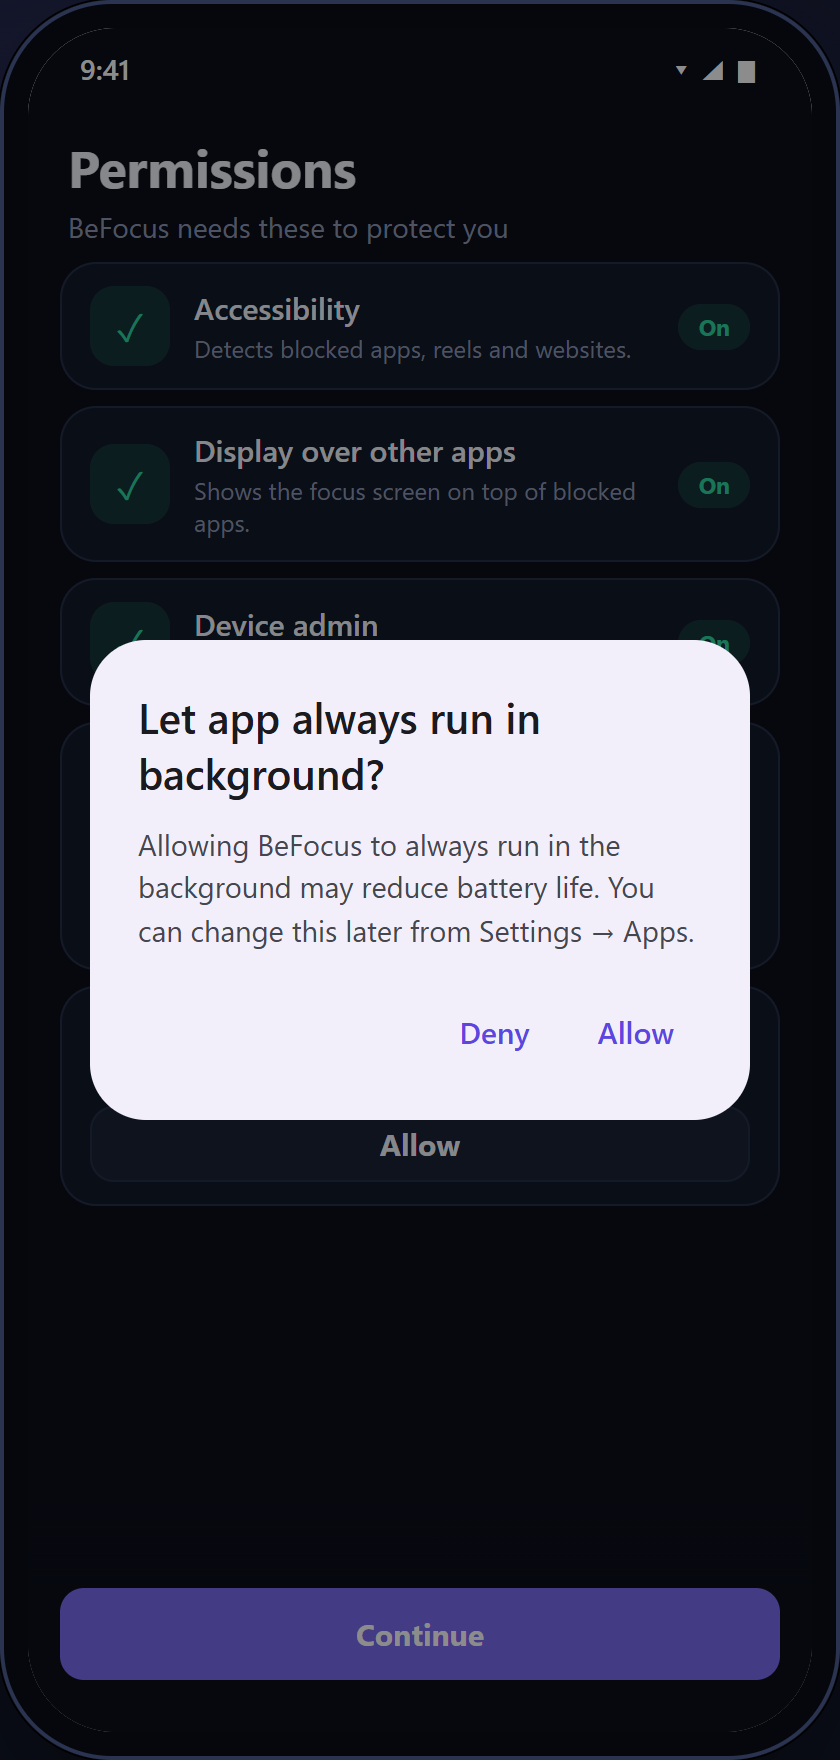 9:41
Permissions
BeFocus needs these to protect you
Accessibility
Detects blocked apps, reels and websites.
On
Display over other apps
Shows the focus screen on top of blocked
apps.
On
Device admin
On
Let app always run in
background?
Allowing BeFocus to always run in the
background may reduce battery life. You
can change this later from Settings → Apps.
Deny
Allow
Allow
Continue